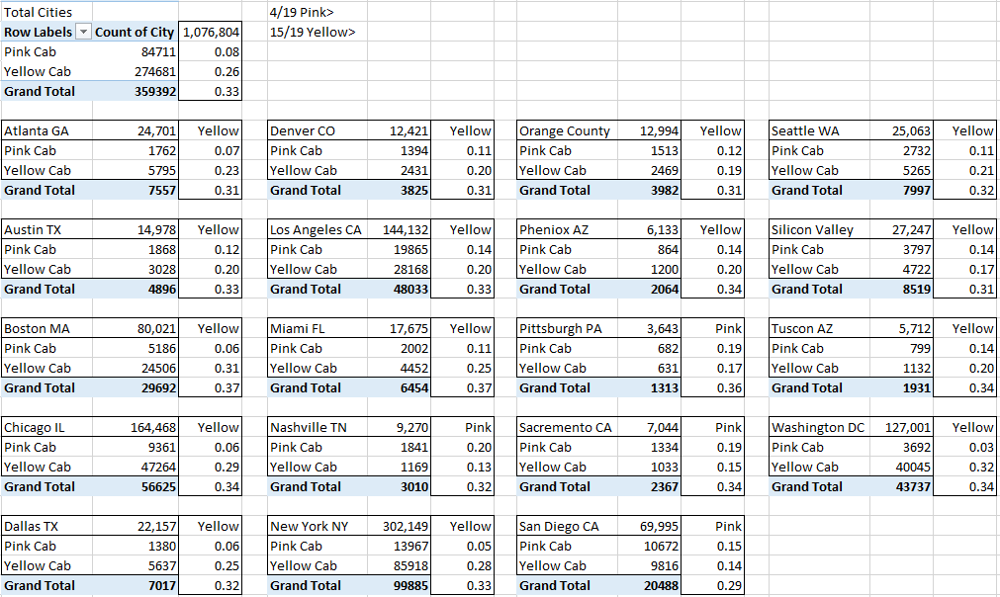 Total Cities 4/19 Pink>
Row Labels Count of City 1,076,804 15/19 Yellow>
Pink Cab 84711 0.08
Yellow Cab 274681 0.26
Grand Total 359392 0.33
Atlanta GA 24,701 Yellow Denver CO 12,421 Yellow Orange County 12,994 Yellow Seattle WA 25,063 Yellow
Pink Cab 1762 0.07 Pink Cab 1394 0.11 Pink Cab 1513 0.12 Pink Cab 2732 0.11
Yellow Cab 5795 0.23 Yellow Cab 2431 0.20 Yellow Cab 2469 0.19 Yellow Cab 5265 0.21
Grand Total 7557 0.31 Grand Total 3825 0.31 Grand Total 3982 0.31 Grand Total 7997 0.32
Austin TX 14,978 Yellow Los Angeles CA 144,132 Yellow Pheniox AZ 6,133 Yellow Silicon Valley 27,247 Yellow
Pink Cab 1868 0.12 Pink Cab 19865 0.14 Pink Cab 864 0.14 Pink Cab 3797 0.14
Yellow Cab 3028 0.20 Yellow Cab 28168 0.20 Yellow Cab 1200 0.20 Yellow Cab 4722 0.17
Grand Total 4896 0.33 Grand Total 48033 0.33 Grand Total 2064 0.34 Grand Total 8519 0.31
Boston MA 80,021 Yellow Miami FL 17,675 Yellow Pittsburgh PA 3,643 Pink Tuscon AZ 5,712 Yellow
Pink Cab 5186 0.06 Pink Cab 2002 0.11 Pink Cab 682 0.19 Pink Cab 799 0.14
Yellow Cab 24506 0.31 Yellow Cab 4452 0.25 Yellow Cab 631 0.17 Yellow Cab 1132 0.20
Grand Total 29692 0.37 Grand Total 6454 0.37 Grand Total 1313 0.36 Grand Total 1931 0.34
Chicago IL 164,468 Yellow Nashville TN 9,270 Pink Sacremento CA 7,044 Pink Washington DC 127,001 Yellow
Pink Cab 9361 0.06 Pink Cab 1841 0.20 Pink Cab 1334 0.19 Pink Cab 3692 0.03
Yellow Cab 47264 0.29 Yellow Cab 1169 0.13 Yellow Cab 1033 0.15 Yellow Cab 40045 0.32
Grand Total 56625 0.34 Grand Total 3010 0.32 Grand Total 2367 0.34 Grand Total 43737 0.34
Dallas TX 22,157 Yellow New York NY 302,149 Yellow San Diego CA 69,995 Pink
Pink Cab 1380 0.06 Pink Cab 13967 0.05 Pink Cab 10672 0.15
Yellow Cab 5637 0.25 Yellow Cab 85918 0.28 Yellow Cab 9816 0.14
Grand Total 7017 0.32 Grand Total 99885 0.33 Grand Total 20488 0.29